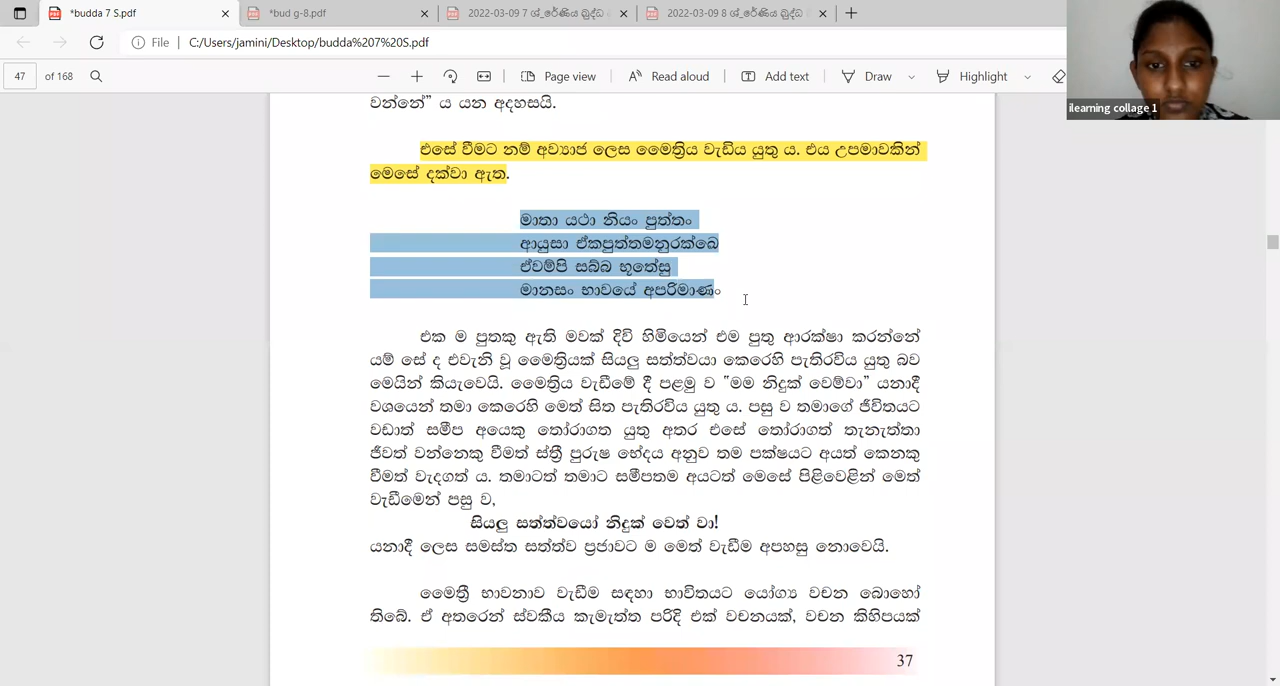 *budda 7 S.pdf
*bud g-8.pdf
2022-03-09 7 ශ්‍රේණිය බුද්ධ
2022-03-09 8 ශ්‍රේණිය බුද්ධ
File
C:/Users/jamini/Desktop/budda%207%20S.pdf
47 of 168
Page view
Read aloud
Add text
Draw
Highlight
ilearning collage 1
වන්නේ” ය යන අදහසයි.
එසේ වීමට නම් අව්‍යාජ ලෙස මෛත්‍රිය වැඩිය යුතු ය. එය උපමාවකින්
මෙසේ දක්වා ඇත.
මාතා යථා නියං පුත්තං
ආයුසා ඒකපුත්තමනුරක්ඛෙ
ඒවම්පි සබ්බ භූතේසු
මානසං භාවයේ අපරිමාණං
එක ම පුතකු ඇති මවක් දිවි හිමියෙන් එම පුතු ආරක්ෂා කරන්නේ
යම් සේ ද එවැනි වූ මෛත්‍රියක් සියලු සත්ත්වයා කෙරෙහි පැතිරවිය යුතු බව
මෙයින් කියැවෙයි. මෛත්‍රිය වැඩීමේ දී පළමු ව “මම නිදුක් වෙම්වා” යනාදී
වශයෙන් තමා කෙරෙහි මෙත් සිත පැතිරවිය යුතු ය. පසු ව තමාගේ ජීවිතයට
වඩාත් සමීප අයෙකු තෝරාගත යුතු අතර එසේ තෝරාගත් තැනැත්තා
ජීවත් වන්නෙකු වීමත් ස්ත්‍රී පුරුෂ භේදය අනුව තම පක්ෂයට අයත් කෙනකු
වීමත් වැදගත් ය. තමාටත් තමාට සමීපතම අයටත් මෙසේ පිළිවෙළින් මෙත්
වැඩීමෙන් පසු ව,
සියලු සත්ත්වයෝ නිදුක් වෙත් වා!
යනාදී ලෙස සමස්ත සත්ත්ව ප්‍රජාවට ම මෙත් වැඩීම අපහසු නොවෙයි.
මෛත්‍රී භාවනාව වැඩීම සඳහා භාවිතයට යෝග්‍ය වචන බොහෝ
තිබේ. ඒ අතරෙන් ස්වකීය කැමැත්ත පරිදි එක් වචනයක්, වචන කිහිපයක්
37